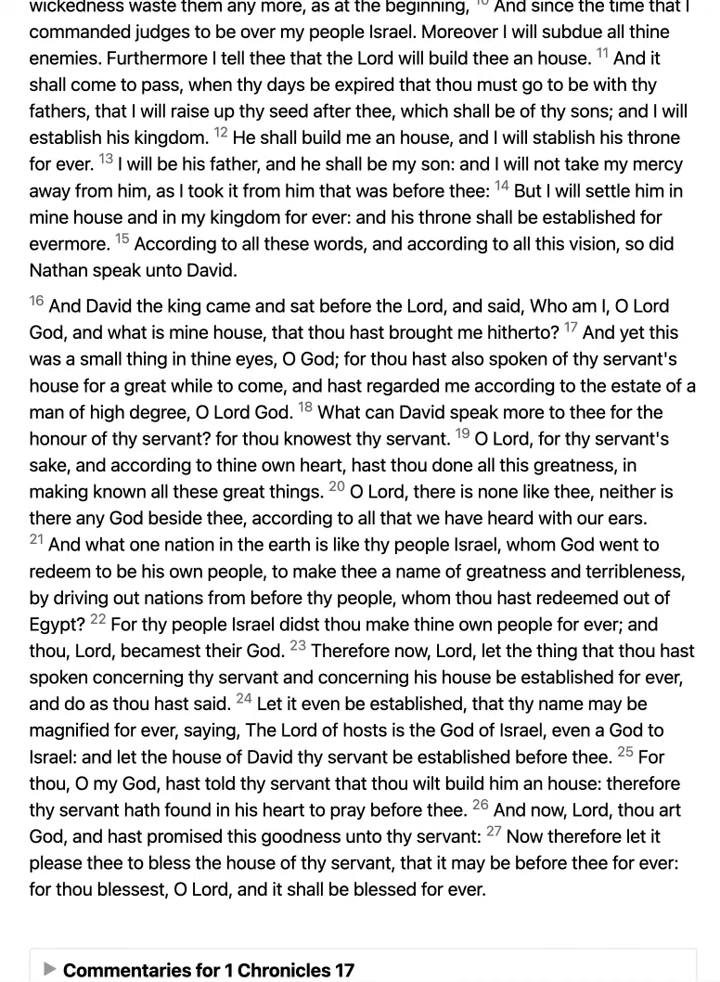 wickedness waste them any more, as at the beginning, 10 And since the time that I
commanded judges to be over my people Israel. Moreover I will subdue all thine
enemies. Furthermore I tell thee that the Lord will build thee an house. 11 And it
shall come to pass, when thy days be expired that thou must go to be with thy
fathers, that I will raise up thy seed after thee, which shall be of thy sons; and I will
establish his kingdom. 12 He shall build me an house, and I will stablish his throne
for ever. 13 I will be his father, and he shall be my son: and I will not take my mercy
away from him, as I took it from him that was before thee: 14 But I will settle him in
mine house and in my kingdom for ever: and his throne shall be established for
evermore. 15 According to all these words, and according to all this vision, so did
Nathan speak unto David.
16 And David the king came and sat before the Lord, and said, Who am I, O Lord
God, and what is mine house, that thou hast brought me hitherto? 17 And yet this
was a small thing in thine eyes, O God; for thou hast also spoken of thy servant's
house for a great while to come, and hast regarded me according to the estate of a
man of high degree, O Lord God. 18 What can David speak more to thee for the
honour of thy servant? for thou knowest thy servant. 19 O Lord, for thy servant's
sake, and according to thine own heart, hast thou done all this greatness, in
making known all these great things. 20 O Lord, there is none like thee, neither is
there any God beside thee, according to all that we have heard with our ears.
21 And what one nation in the earth is like thy people Israel, whom God went to
redeem to be his own people, to make thee a name of greatness and terribleness,
by driving out nations from before thy people, whom thou hast redeemed out of
Egypt? 22 For thy people Israel didst thou make thine own people for ever; and
thou, Lord, becamest their God. 23 Therefore now, Lord, let the thing that thou hast
spoken concerning thy servant and concerning his house be established for ever,
and do as thou hast said. 24 Let it even be established, that thy name may be
magnified for ever, saying, The Lord of hosts is the God of Israel, even a God to
Israel: and let the house of David thy servant be established before thee. 25 For
thou, O my God, hast told thy servant that thou wilt build him an house: therefore
thy servant hath found in his heart to pray before thee. 26 And now, Lord, thou art
God, and hast promised this goodness unto thy servant: 27 Now therefore let it
please thee to bless the house of thy servant, that it may be before thee for ever:
for thou blessest, O Lord, and it shall be blessed for ever.
Commentaries for 1 Chronicles 17